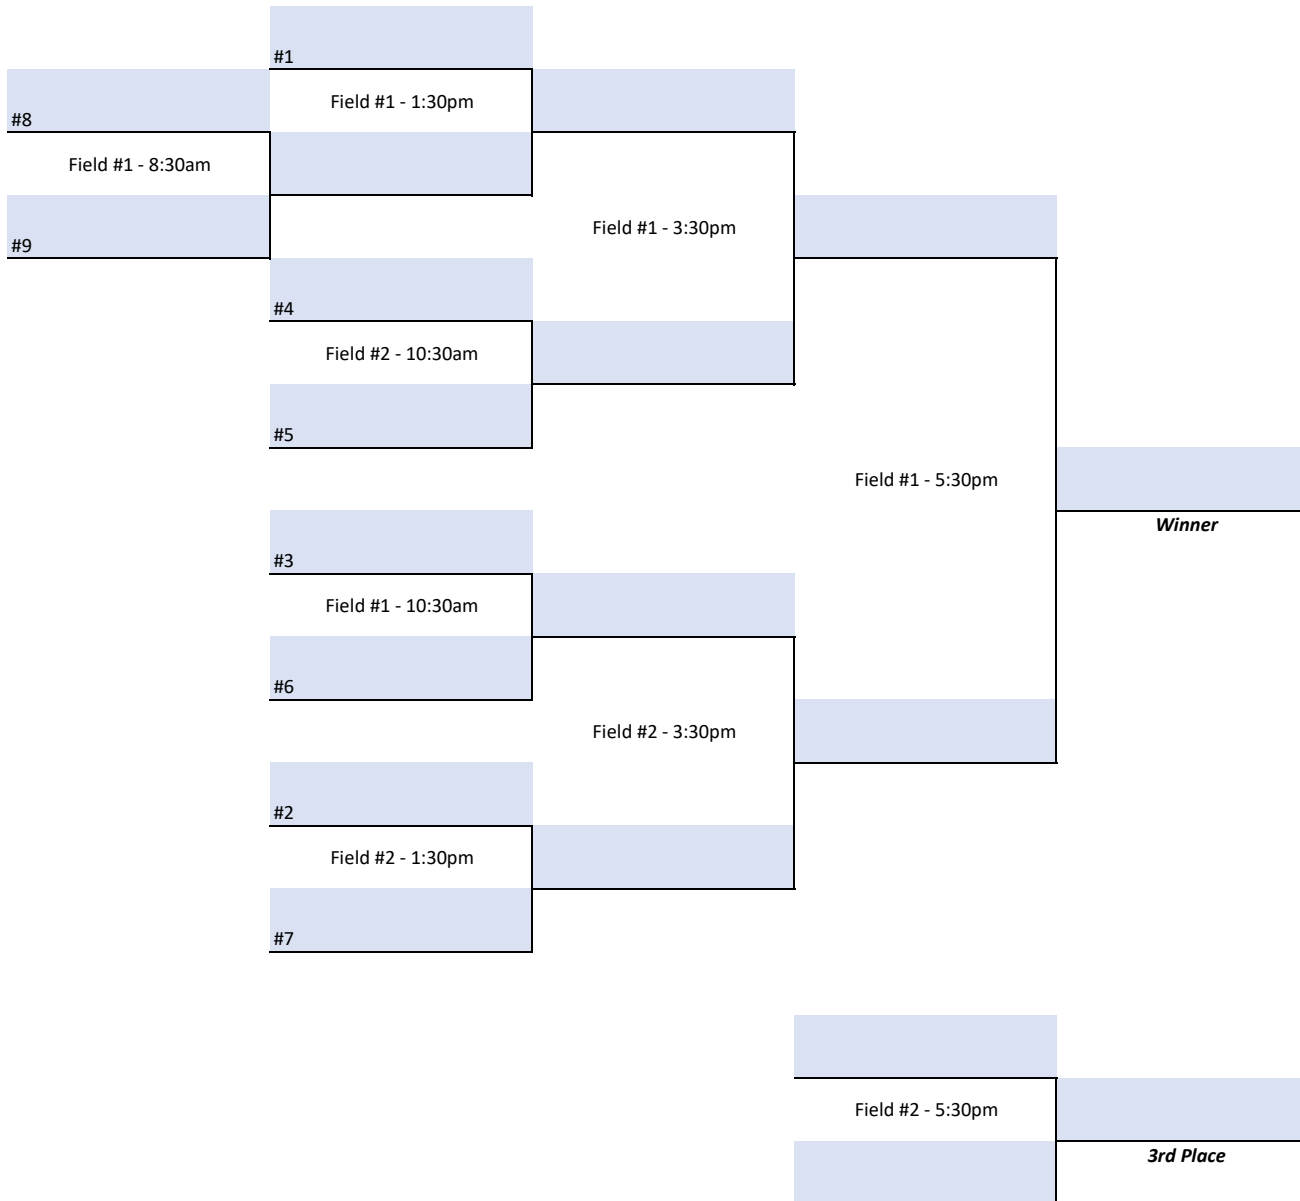 #1
Field #1 - 1:30pm
#8
Field #1 - 8:30am
#9
Field #1 - 3:30pm
#4
Field #2 - 10:30am
#5
Field #1 - 5:30pm
Winner
#3
Field #1 - 10:30am
#6
Field #2 - 3:30pm
#2
Field #2 - 1:30pm
#7
Field #2 - 5:30pm
3rd Place